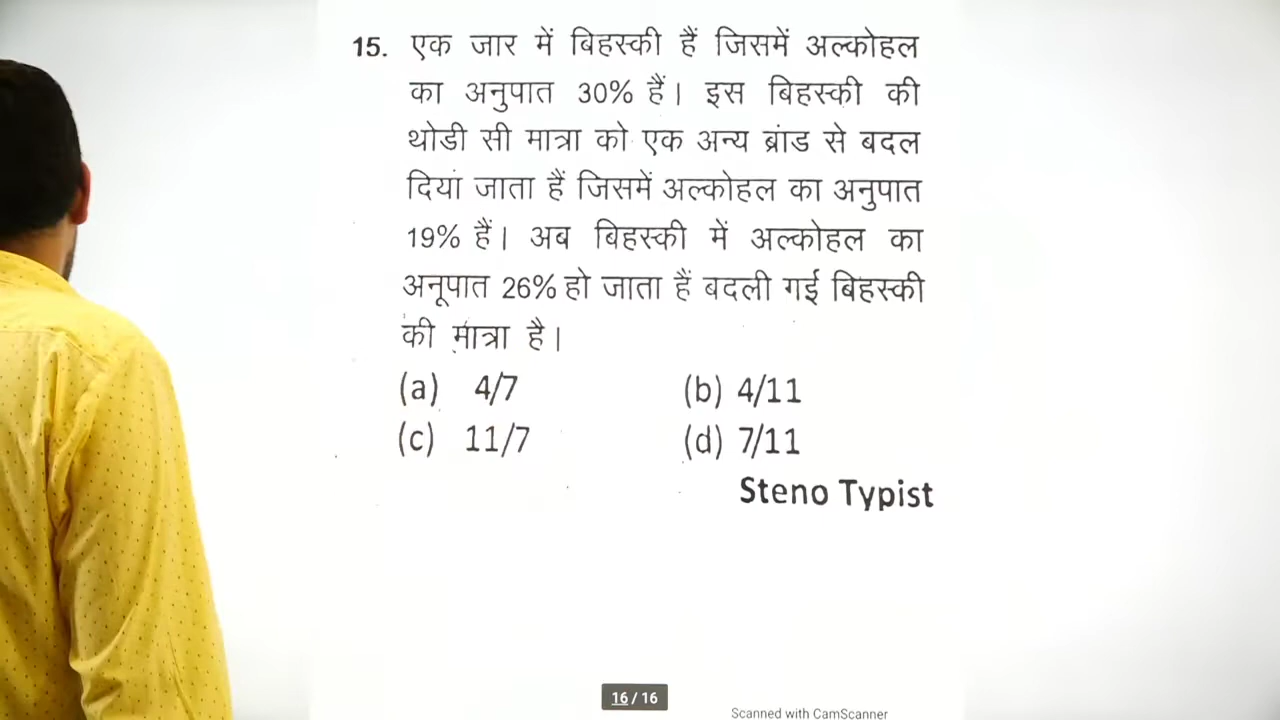 15. एक जार में बिहस्की हैं जिसमें अल्कोहल
का अनुपात 30% हैं। इस बिहस्की की
थोडी सी मात्रा को एक अन्य ब्रांड से बदल
दिया जाता हैं जिसमें अल्कोहल का अनुपात
19% हैं। अब बिहस्की में अल्कोहल का
अनूपात 26% हो जाता हैं बदली गई बिहस्की
की मात्रा है।
(a) 4/7 (b) 4/11
(c) 11/7 (d) 7/11
Steno Typist
16 / 16
Scanned with CamScanner